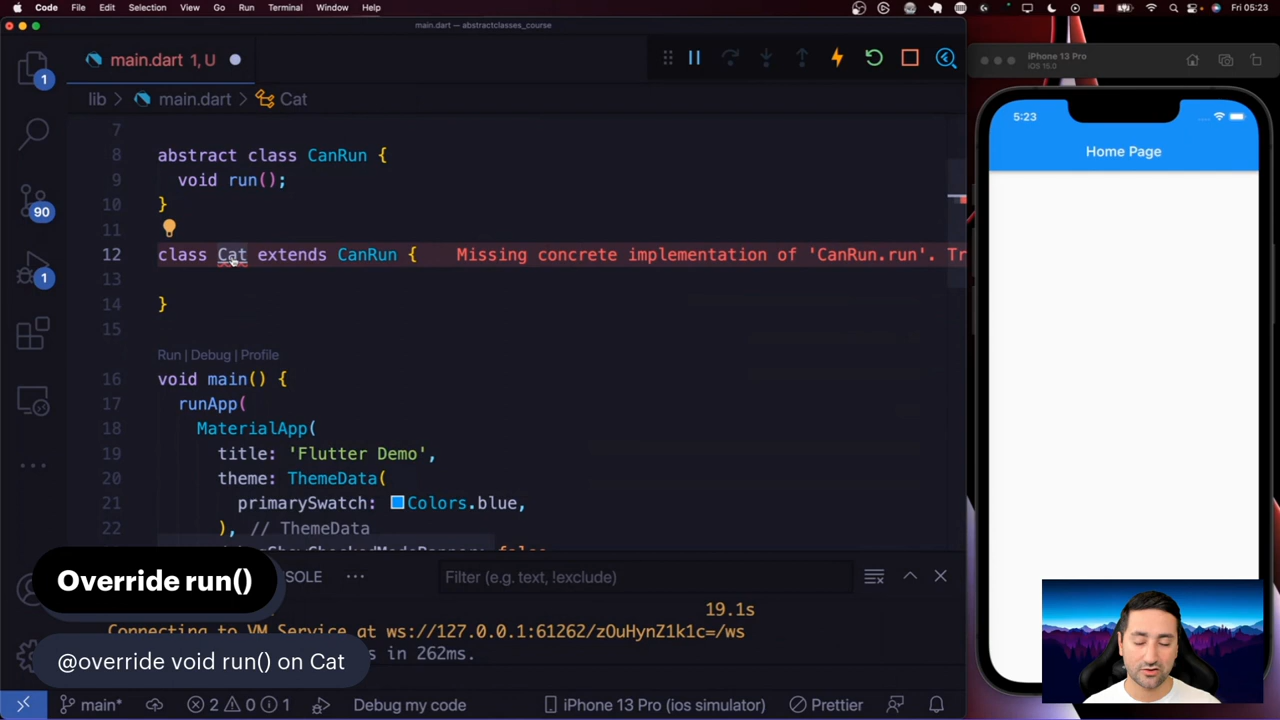 Code File Edit Selection View Go Run Terminal Window Help Fri 05:23
main.dart — abstractclasses_course
main.dart 1, U
lib > main.dart > Cat
iPhone 13 Pro
iOS 15.0
5:23
Home Page
1
90
1
7
8 abstract class CanRun {
9 void run();
10 }
11
12 class Cat extends CanRun { Missing concrete implementation of 'CanRun.run'. Tr
13
14 }
15
Run | Debug | Profile
16 void main() {
17 runApp(
18 MaterialApp(
19 title: 'Flutter Demo',
20 theme: ThemeData(
21 primarySwatch: Colors.blue,
22 ), // ThemeData
false
Override run()
SOLE ... Filter (e.g. text, !exclude)
19.1s
Connecting to VM Service at ws://127.0.0.1:61262/zOuHynZ1k1c=/ws
s in 262ms.
@override void run() on Cat
main* 2 0 1 Debug my code iPhone 13 Pro (ios simulator) Prettier